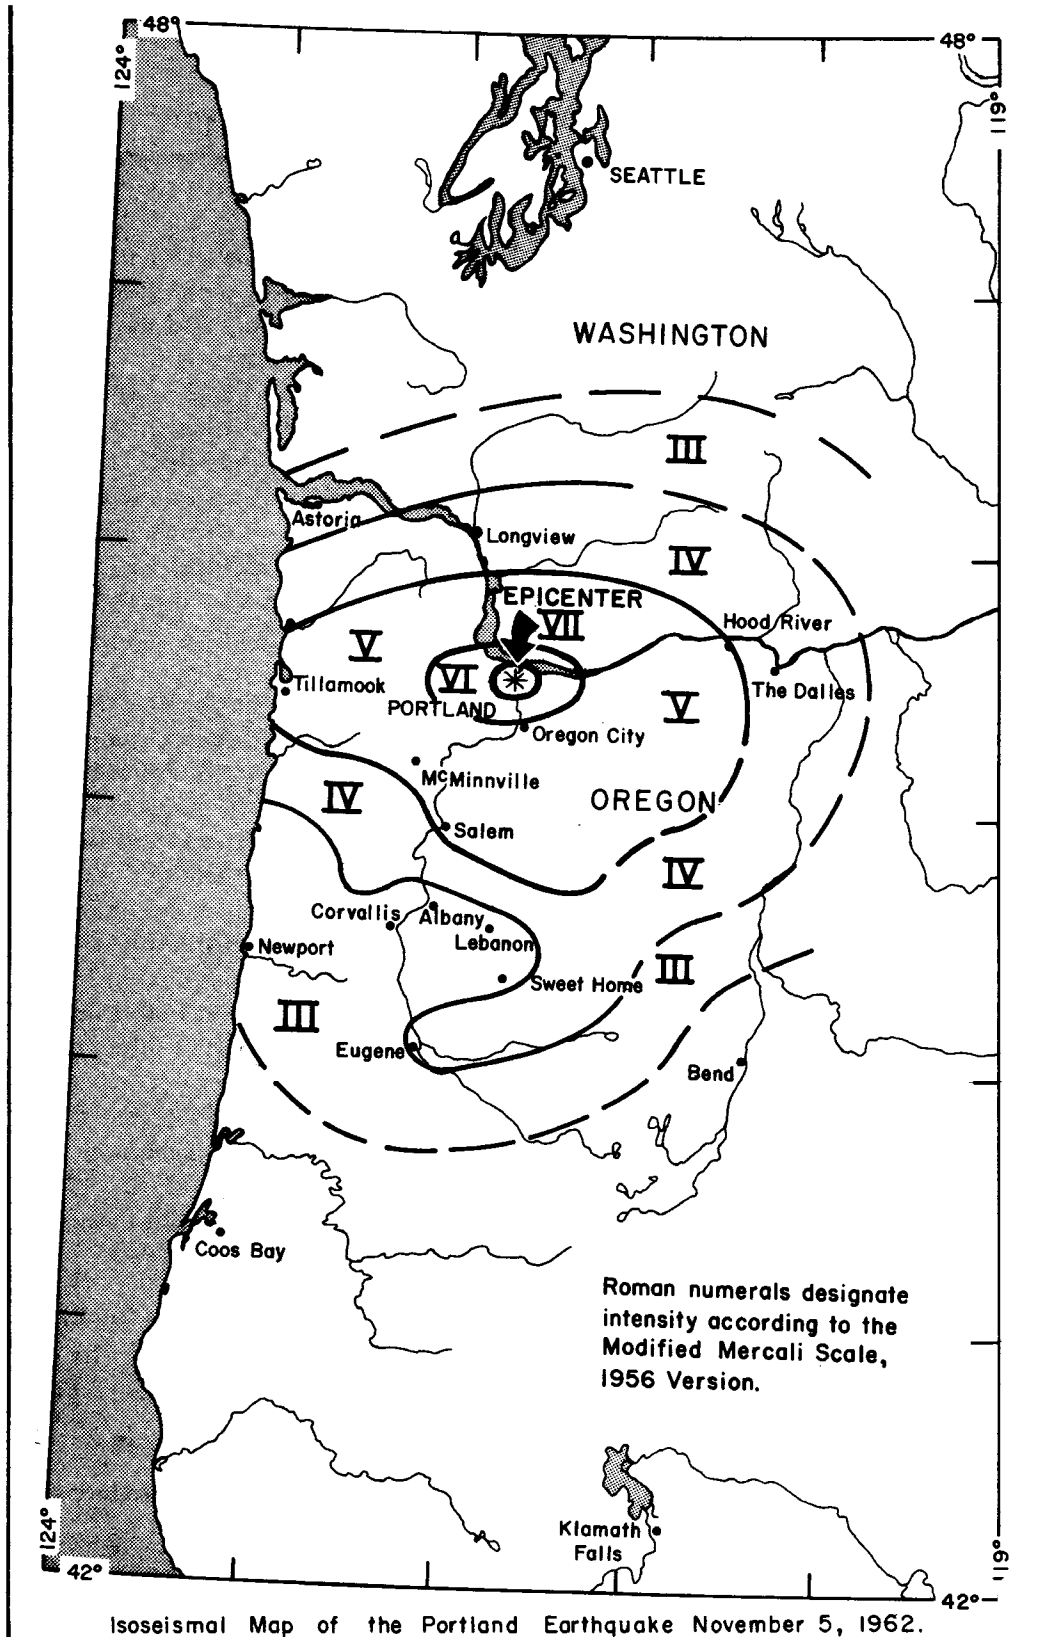 48°
48°
124°
119°
SEATTLE
WASHINGTON
III
Astoria
Longview
IV
EPICENTER
VII
Hood River
V
VI
Tillamook
The Dalles
PORTLAND
V
Oregon City
McMinnville
IV
OREGON
Salem
IV
Corvallis
Albany
Lebanon
Newport
III
Sweet Home
III
Eugene
Bend
Coos Bay
Roman numerals designate
intensity according to the
Modified Mercali Scale,
1956 Version.
Klamath
Falls
124°
119°
42°
42°
Isoseismal Map of the Portland Earthquake November 5, 1962.